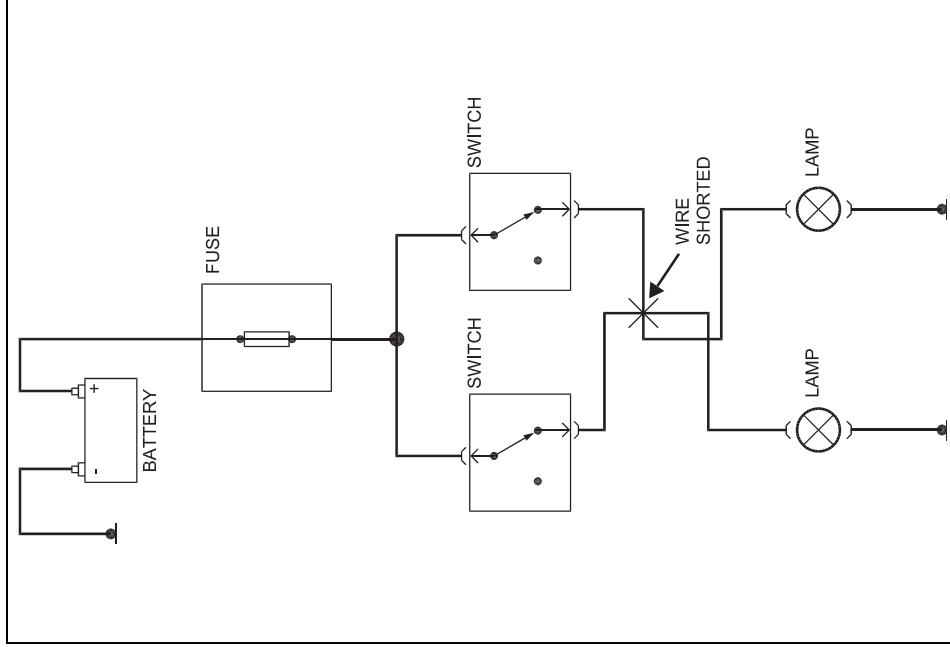 BATTERY
+
-
FUSE
SWITCH
SWITCH
WIRE
SHORTED
LAMP
LAMP